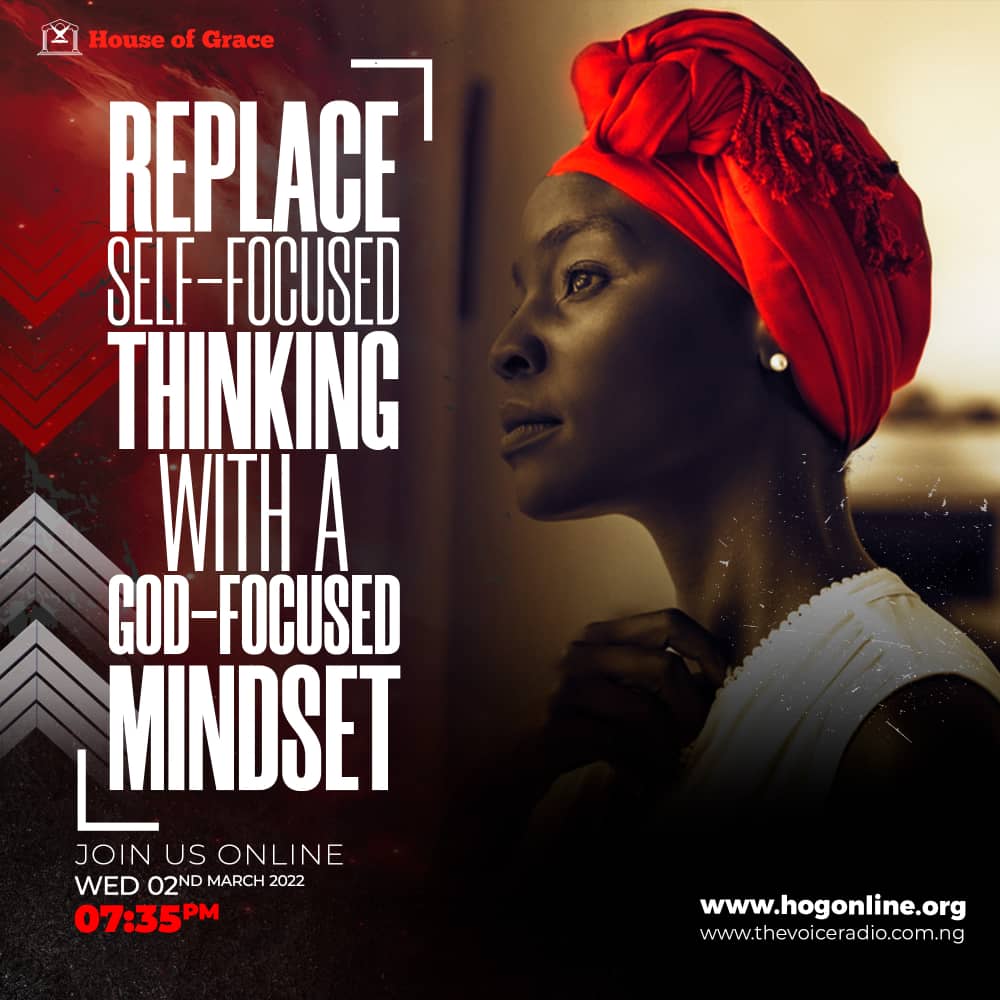 House of Grace
REPLACE
SELF-FOCUSED
THINKING
WITH A
GOD-FOCUSED
MINDSET
JOIN US ONLINE
WED 02ND MARCH 2022
07:35PM
www.hogonline.org
www.thevoiceradio.com.ng